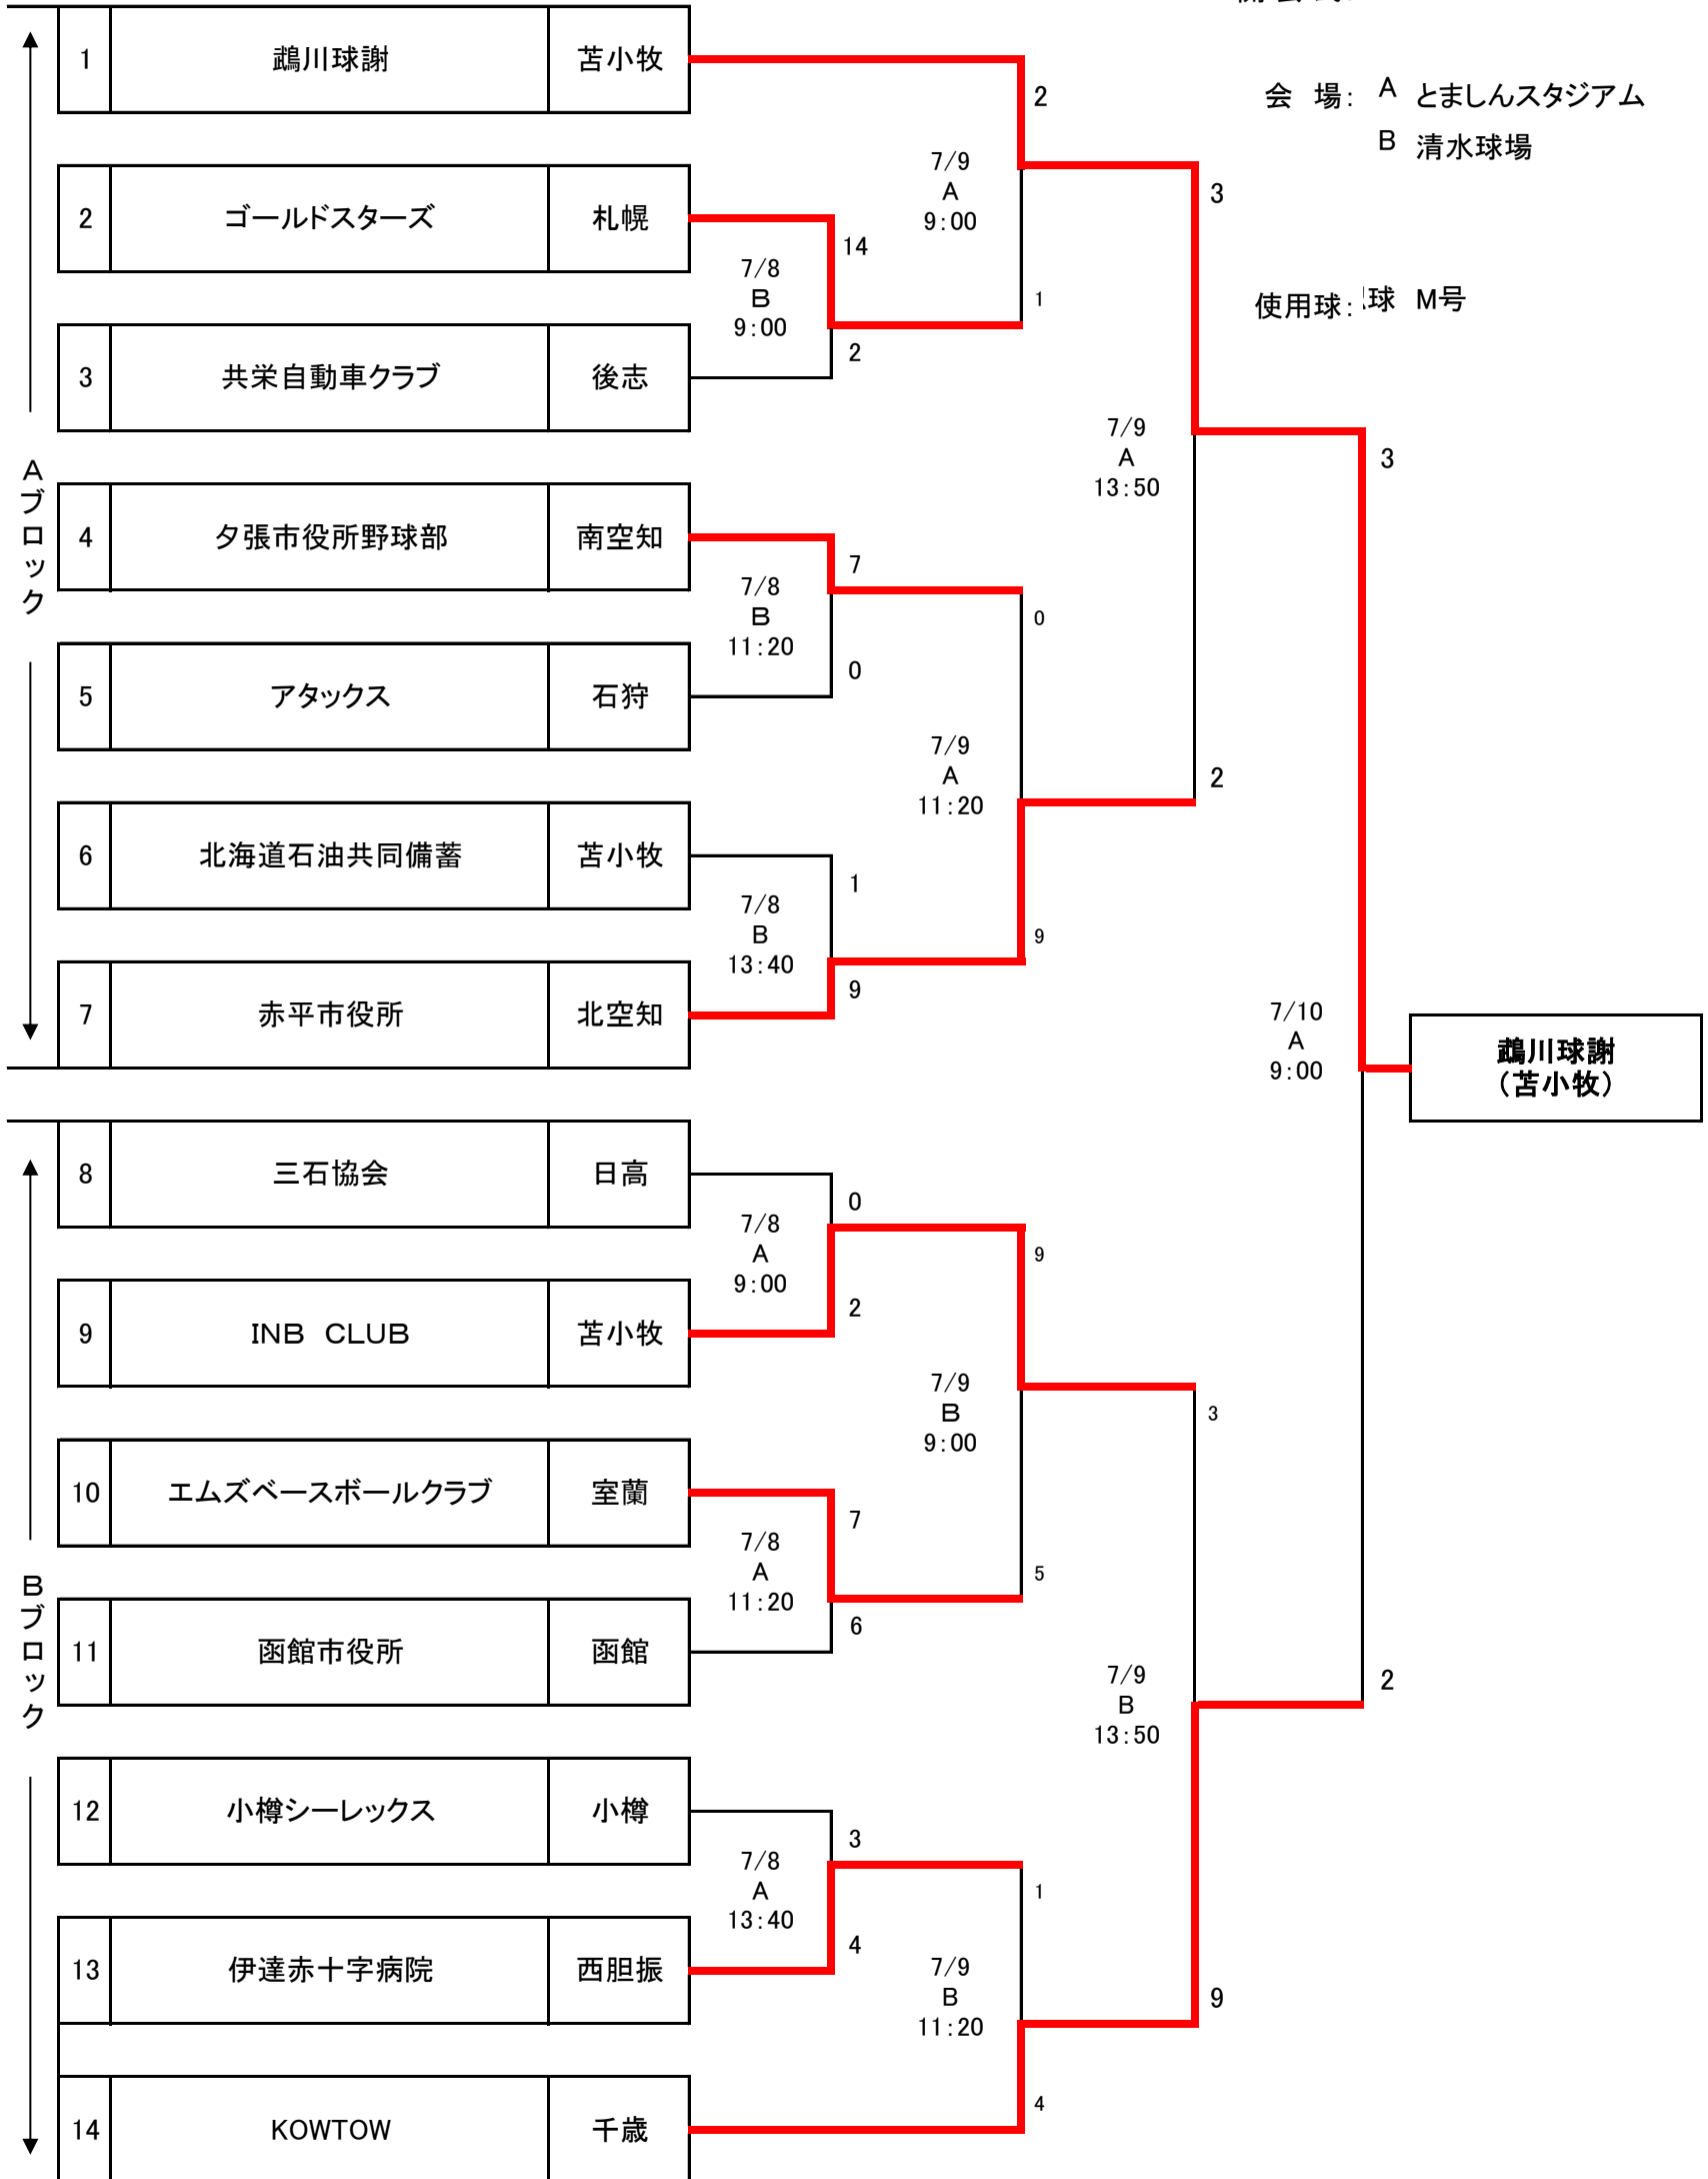 会 場: A とましんスタジアム
B 清水球場
使用球: 球 M号
Aブロック
1 鵡川球謝 苫小牧
2 ゴールドスターズ 札幌
3 共栄自動車クラブ 後志
4 夕張市役所野球部 南空知
5 アタックス 石狩
6 北海道石油共同備蓄 苫小牧
7 赤平市役所 北空知
Bブロック
8 三石協会 日高
9 INB CLUB 苫小牧
10 エムズベースボールクラブ 室蘭
11 函館市役所 函館
12 小樽シーレックス 小樽
13 伊達赤十字病院 西胆振
14 KOWTOW 千歳
14
7/8
B
9:00
2
7
7/8
B
11:20
0
1
7/8
B
13:40
9
0
7/8
A
9:00
2
7
7/8
A
11:20
6
3
7/8
A
13:40
4
2
7/9
A
9:00
1
0
7/9
A
11:20
9
9
7/9
B
9:00
5
1
7/9
B
11:20
4
3
7/9
A
13:50
2
3
7/9
B
13:50
9
3
7/10
A
9:00
2
鵡川球謝
(苫小牧)